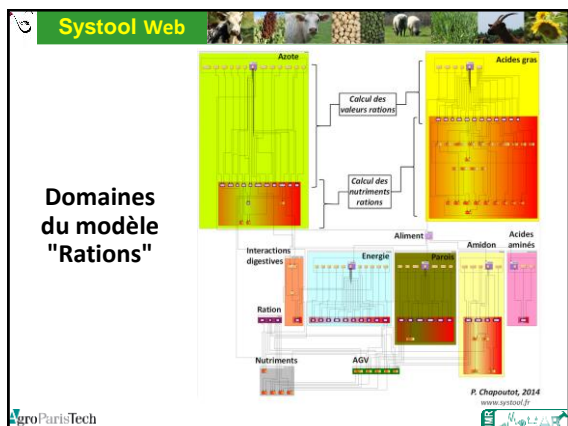 Systool Web
Azote
Acides gras
Calcul des
valeurs rations
Calcul des
nutriments
rations
Domaines
du modèle
"Rations"
Aliment
Interactions
digestives
Energie
Parois
Amidon
Acides
aminés
Ration
Nutriments
AGV
P. Chapoutot, 2014
www.systool.fr
AgroParisTech